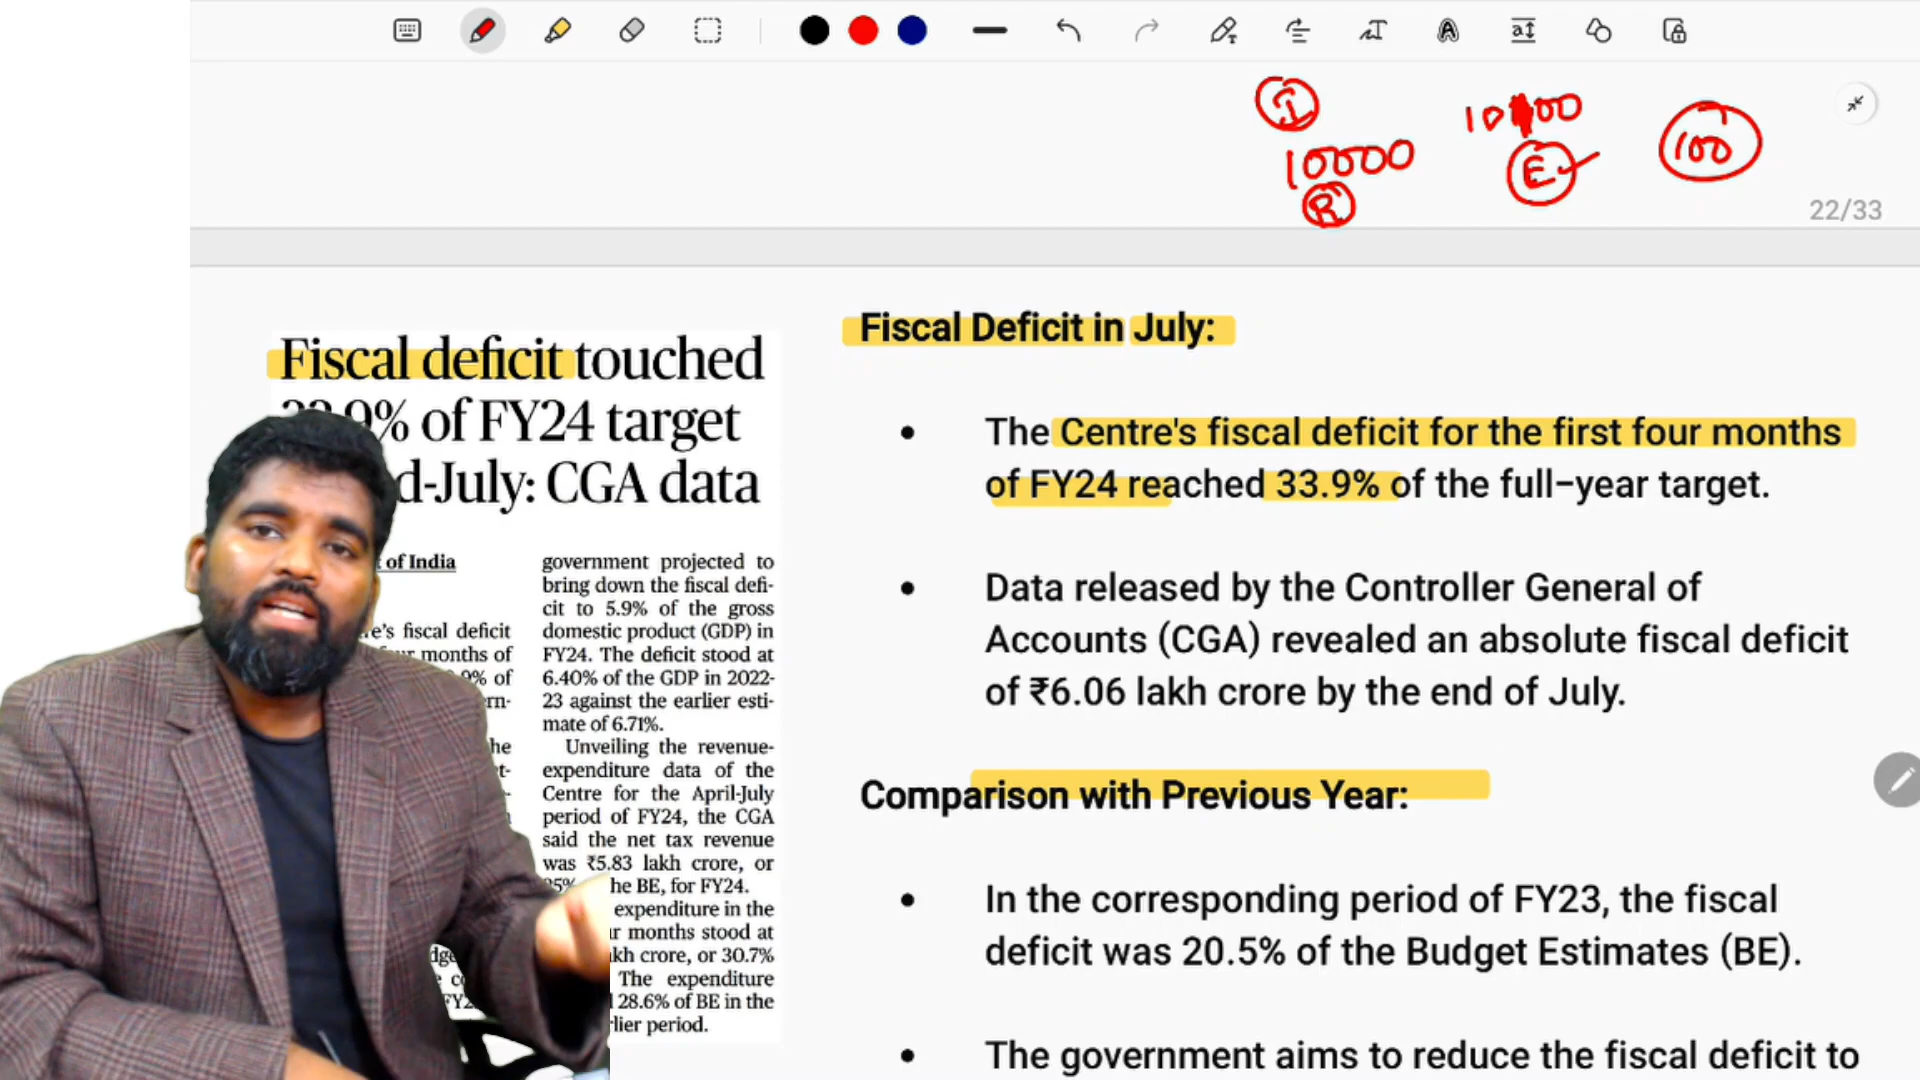 I
10000
R
10100
E
100
22/33
Fiscal deficit touched
33.9% of FY24 target
d-July: CGA data
of India
re's fiscal deficit
months of
9% of
ern-
he
et-
government projected to
bring down the fiscal defi-
cit to 5.9% of the gross
domestic product (GDP) in
FY24. The deficit stood at
6.40% of the GDP in 2022-
23 against the earlier esti-
mate of 6.71%.
Unveiling the revenue-
expenditure data of the
Centre for the April-July
period of FY24, the CGA
said the net tax revenue
was ₹5.83 lakh crore, or
he BE, for FY24.
expenditure in the
months stood at
kh crore, or 30.7%
The expenditure
28.6% of BE in the
lier period.
Fiscal Deficit in July:
• The Centre's fiscal deficit for the first four months
of FY24 reached 33.9% of the full-year target.
• Data released by the Controller General of
Accounts (CGA) revealed an absolute fiscal deficit
of ₹6.06 lakh crore by the end of July.
Comparison with Previous Year:
• In the corresponding period of FY23, the fiscal
deficit was 20.5% of the Budget Estimates (BE).
• The government aims to reduce the fiscal deficit to